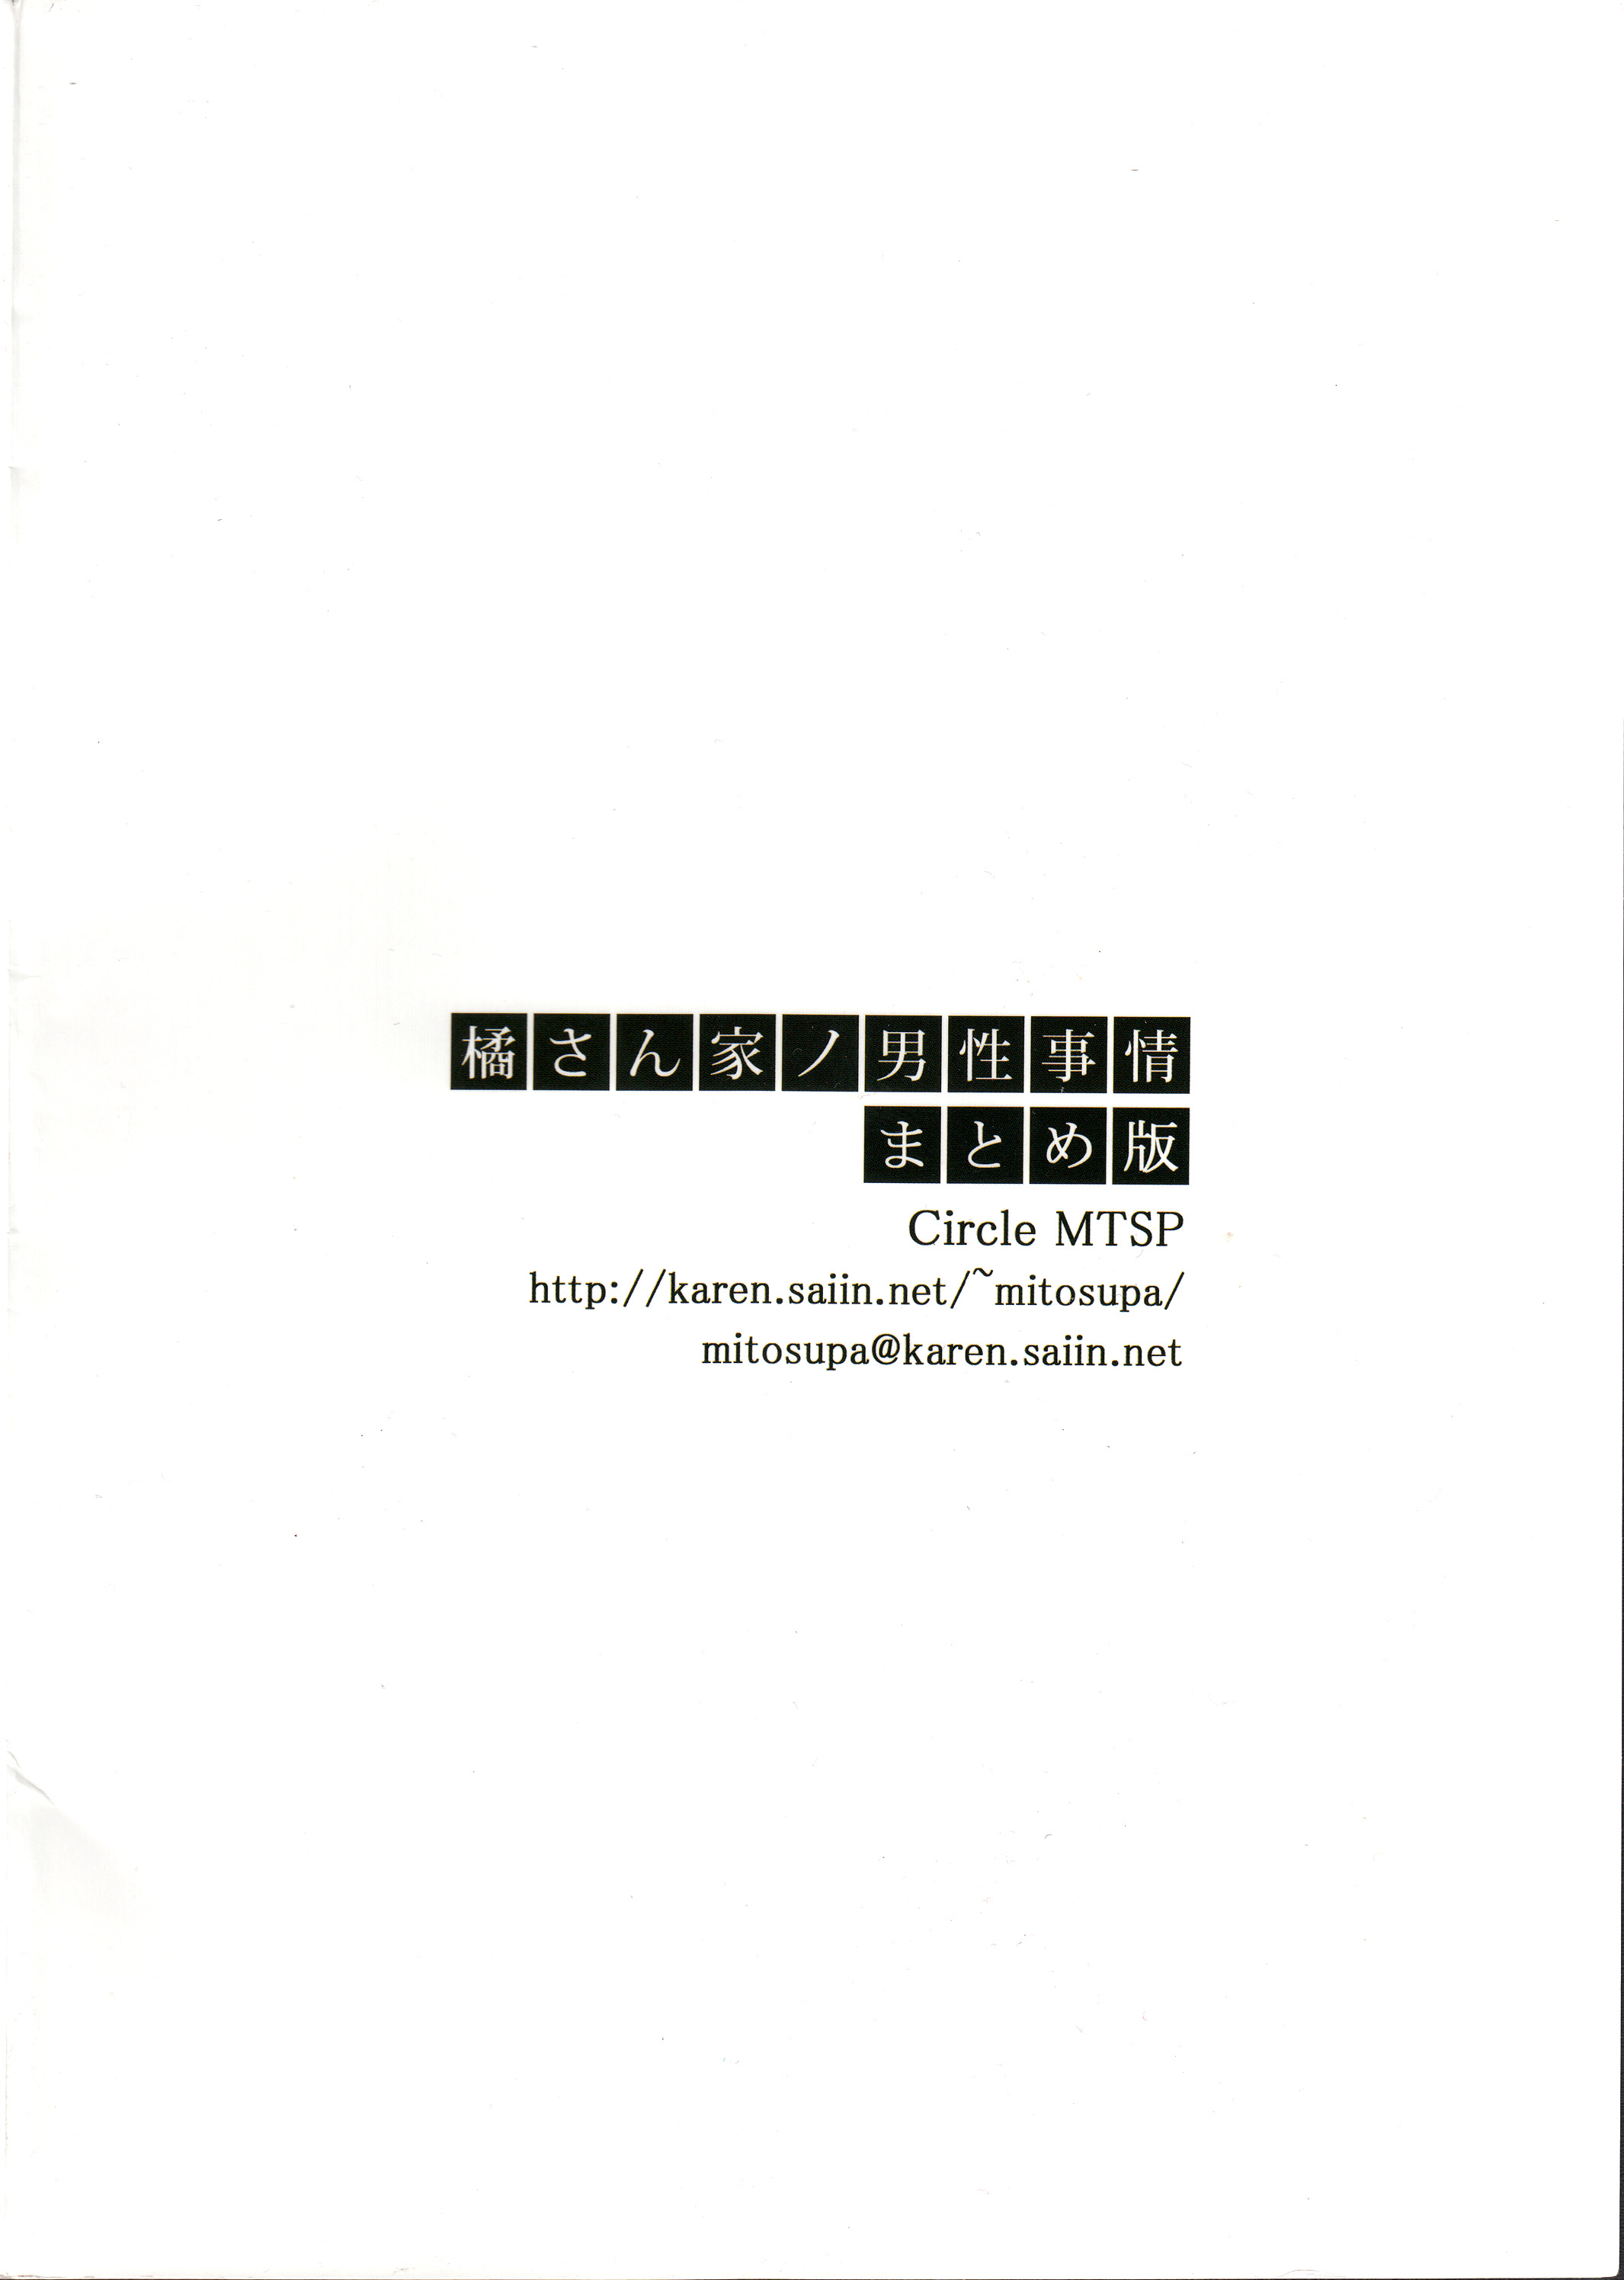 橘さん家ノ男性事情
まとめ版
Circle MTSP
http://karen.saiin.net/~mitosupa/
mitosupa@karen.saiin.net